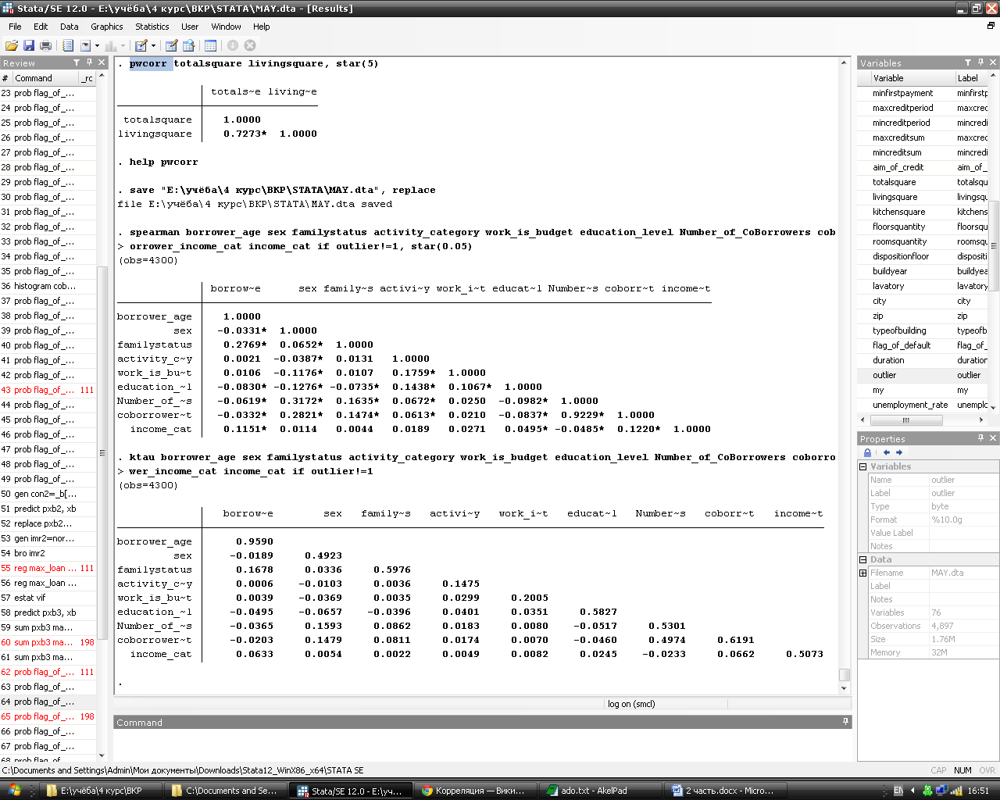 Stata/SE 12.0 - E:\учёба\4 курс\ВКР\STATA\MAY.dta - [Results]
File Edit Data Graphics Statistics User Window Help
Review
# Command _rc
23 prob flag_of_...
24 prob flag_of_...
25 prob flag_of_...
26 prob flag_of_...
27 prob flag_of_...
28 prob flag_of_...
29 prob flag_of_...
30 prob flag_of_...
31 prob flag_of_...
32 prob flag_of_...
33 prob flag_of_...
34 prob flag_of_...
35 prob flag_of_...
36 histogram cob...
37 prob flag_of_...
38 prob flag_of_...
39 prob flag_of_...
40 prob flag_of_...
41 prob flag_of_...
42 prob flag_of_...
43 prob flag_of_... 111
44 prob flag_of_...
45 prob flag_of_...
46 prob flag_of_...
47 prob flag_of_...
48 prob flag_of_...
49 prob flag_of_...
50 gen con2=_b[...
51 predict pxb2, xb
52 replace pxb2...
53 gen imr2=nor...
54 bro imr2
55 reg max_loan ... 111
56 reg max_loan ...
57 estat vif
58 predict pxb3, xb
59 sum pxb3 ma...
60 sum pxb3 ma... 198
61 sum pxb3 ma...
62 prob flag_of_... 111
63 prob flag_of_...
64 prob flag_of_...
65 prob flag_of_... 198
66 prob flag_of_...
67 prob flag_of_...
68 prob flag_of_...
. pwcorr totalsquare livingsquare, star(5)
totals~e living~e
totalsquare 1.0000
livingsquare 0.7273* 1.0000
. help pwcorr
. save "E:\учёба\4 курс\ВКР\STATA\MAY.dta", replace
file E:\учёба\4 курс\ВКР\STATA\MAY.dta saved
. spearman borrower_age sex familystatus activity_category work_is_budget education_level Number_of_CoBorrowers cob
> orrower_income_cat income_cat if outlier!=1, star(0.05)
(obs=4300)
borrow~e sex family~s activi~y work_i~t educat~l Number~s coborr~t income~t
borrower_age 1.0000
sex -0.0331* 1.0000
familystatus 0.2769* 0.0652* 1.0000
activity_c~y 0.0021 -0.0387* 0.0131 1.0000
work_is_bu~t 0.0106 -0.1176* 0.0107 0.1759* 1.0000
education_~l -0.0830* -0.1276* -0.0735* 0.1438* 0.1067* 1.0000
Number_of_~s -0.0619* 0.3172* 0.1635* 0.0672* 0.0250 -0.0982* 1.0000
coborrower~t -0.0332* 0.2821* 0.1474* 0.0613* 0.0210 -0.0837* 0.9229* 1.0000
income_cat 0.1151* 0.0114 0.0044 0.0189 0.0271 0.0495* -0.0485* 0.1220* 1.0000
. ktau borrower_age sex familystatus activity_category work_is_budget education_level Number_of_CoBorrowers coborro
> wer_income_cat income_cat if outlier!=1
(obs=4300)
borrow~e sex family~s activi~y work_i~t educat~l Number~s coborr~t income~t
borrower_age 0.9590
sex -0.0189 0.4923
familystatus 0.1678 0.0336 0.5976
activity_c~y 0.0006 -0.0103 0.0036 0.1475
work_is_bu~t 0.0039 -0.0369 0.0035 0.0299 0.2005
education_~l -0.0495 -0.0657 -0.0396 0.0401 0.0351 0.5827
Number_of_~s -0.0365 0.1593 0.0862 0.0183 0.0080 -0.0517 0.5301
coborrower~t -0.0203 0.1479 0.0811 0.0174 0.0070 -0.0460 0.4974 0.6191
income_cat 0.0633 0.0054 0.0022 0.0049 0.0082 0.0245 -0.0233 0.0662 0.5073
.
log on (smcl)
Command
Variables
Variable Label
minfirstpayment minfirstp
maxcreditperiod maxcred
mincreditperiod mincredi
maxcreditsum maxcred
mincreditsum mincredi
aim_of_credit aim_of_
totalsquare totalsqu
livingsquare livingsqu
kitchensquare kitchens
floorsquantity floorsqu
roomsquantity roomsqu
dispositionfloor dispositi
buildyear buildyea
lavatory lavatory
city city
zip zip
typeofbuilding typeofb
flag_of_default flag_of_
duration duration
outlier outlier
my my
unemployment_rate unemplo
Properties
Variables
Name outlier
Label outlier
Type byte
Format %10.0g
Value Label
Notes
Data
Filename MAY.dta
Label
Notes
Variables 76
Observations 4,897
Size 1.76M
Memory 32M
C:\Documents and Settings\Admin\Мои документы\Downloads\Stata12_WinX86_x64\STATA SE
CAP NUM OVR
E:\учёба\4 курс\ВКР
C:\Documents and Se...
Stata/SE 12.0 - E:\уч...
Корреляция — Вики...
ado.txt - AkelPad
2 часть.docx - Micro...
EN
16:51